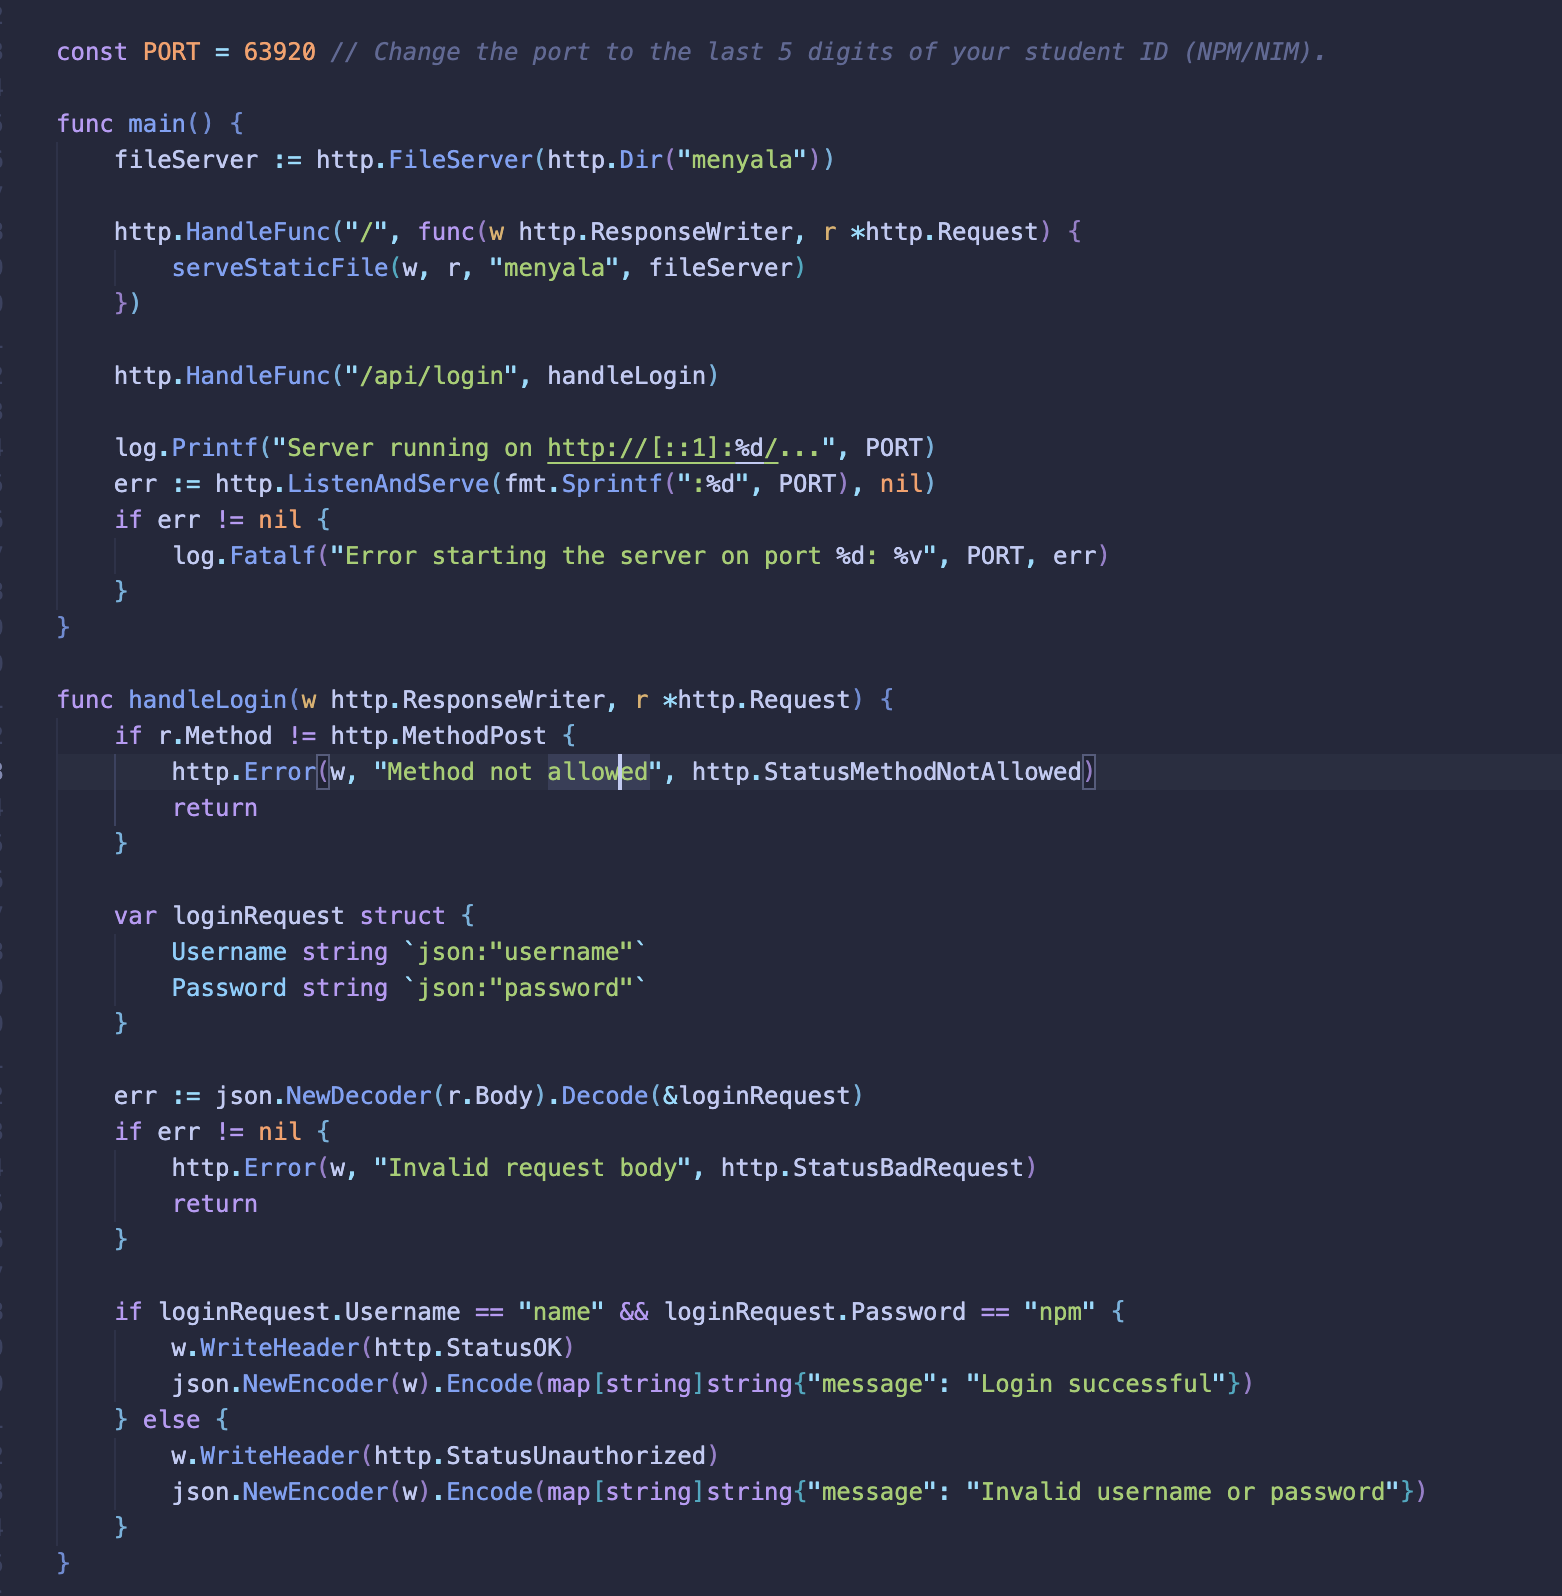 const PORT = 63920 // Change the port to the last 5 digits of your student ID (NPM/NIM).
func main() {
fileServer := http.FileServer(http.Dir("menyala"))
http.HandleFunc("/", func(w http.ResponseWriter, r *http.Request) {
serveStaticFile(w, r, "menyala", fileServer)
})
http.HandleFunc("/api/login", handleLogin)
log.Printf("Server running on http://[::1]:%d/...", PORT)
err := http.ListenAndServe(fmt.Sprintf(":%d", PORT), nil)
if err != nil {
log.Fatalf("Error starting the server on port %d: %v", PORT, err)
}
}
func handleLogin(w http.ResponseWriter, r *http.Request) {
if r.Method != http.MethodPost {
http.Error(w, "Method not allowed", http.StatusMethodNotAllowed)
return
}
var loginRequest struct {
Username string `json:"username"`
Password string `json:"password"`
}
err := json.NewDecoder(r.Body).Decode(&loginRequest)
if err != nil {
http.Error(w, "Invalid request body", http.StatusBadRequest)
return
}
if loginRequest.Username == "name" && loginRequest.Password == "npm" {
w.WriteHeader(http.StatusOK)
json.NewEncoder(w).Encode(map[string]string{"message": "Login successful"})
} else {
w.WriteHeader(http.StatusUnauthorized)
json.NewEncoder(w).Encode(map[string]string{"message": "Invalid username or password"})
}
}